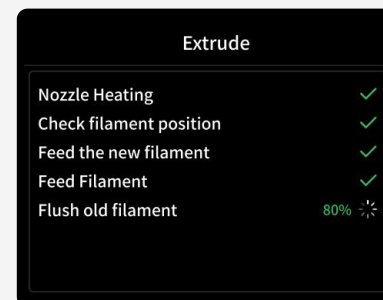 Extrude
Nozzle Heating
Check filament position
Feed the new filament
Feed Filament
Flush old filament 80%